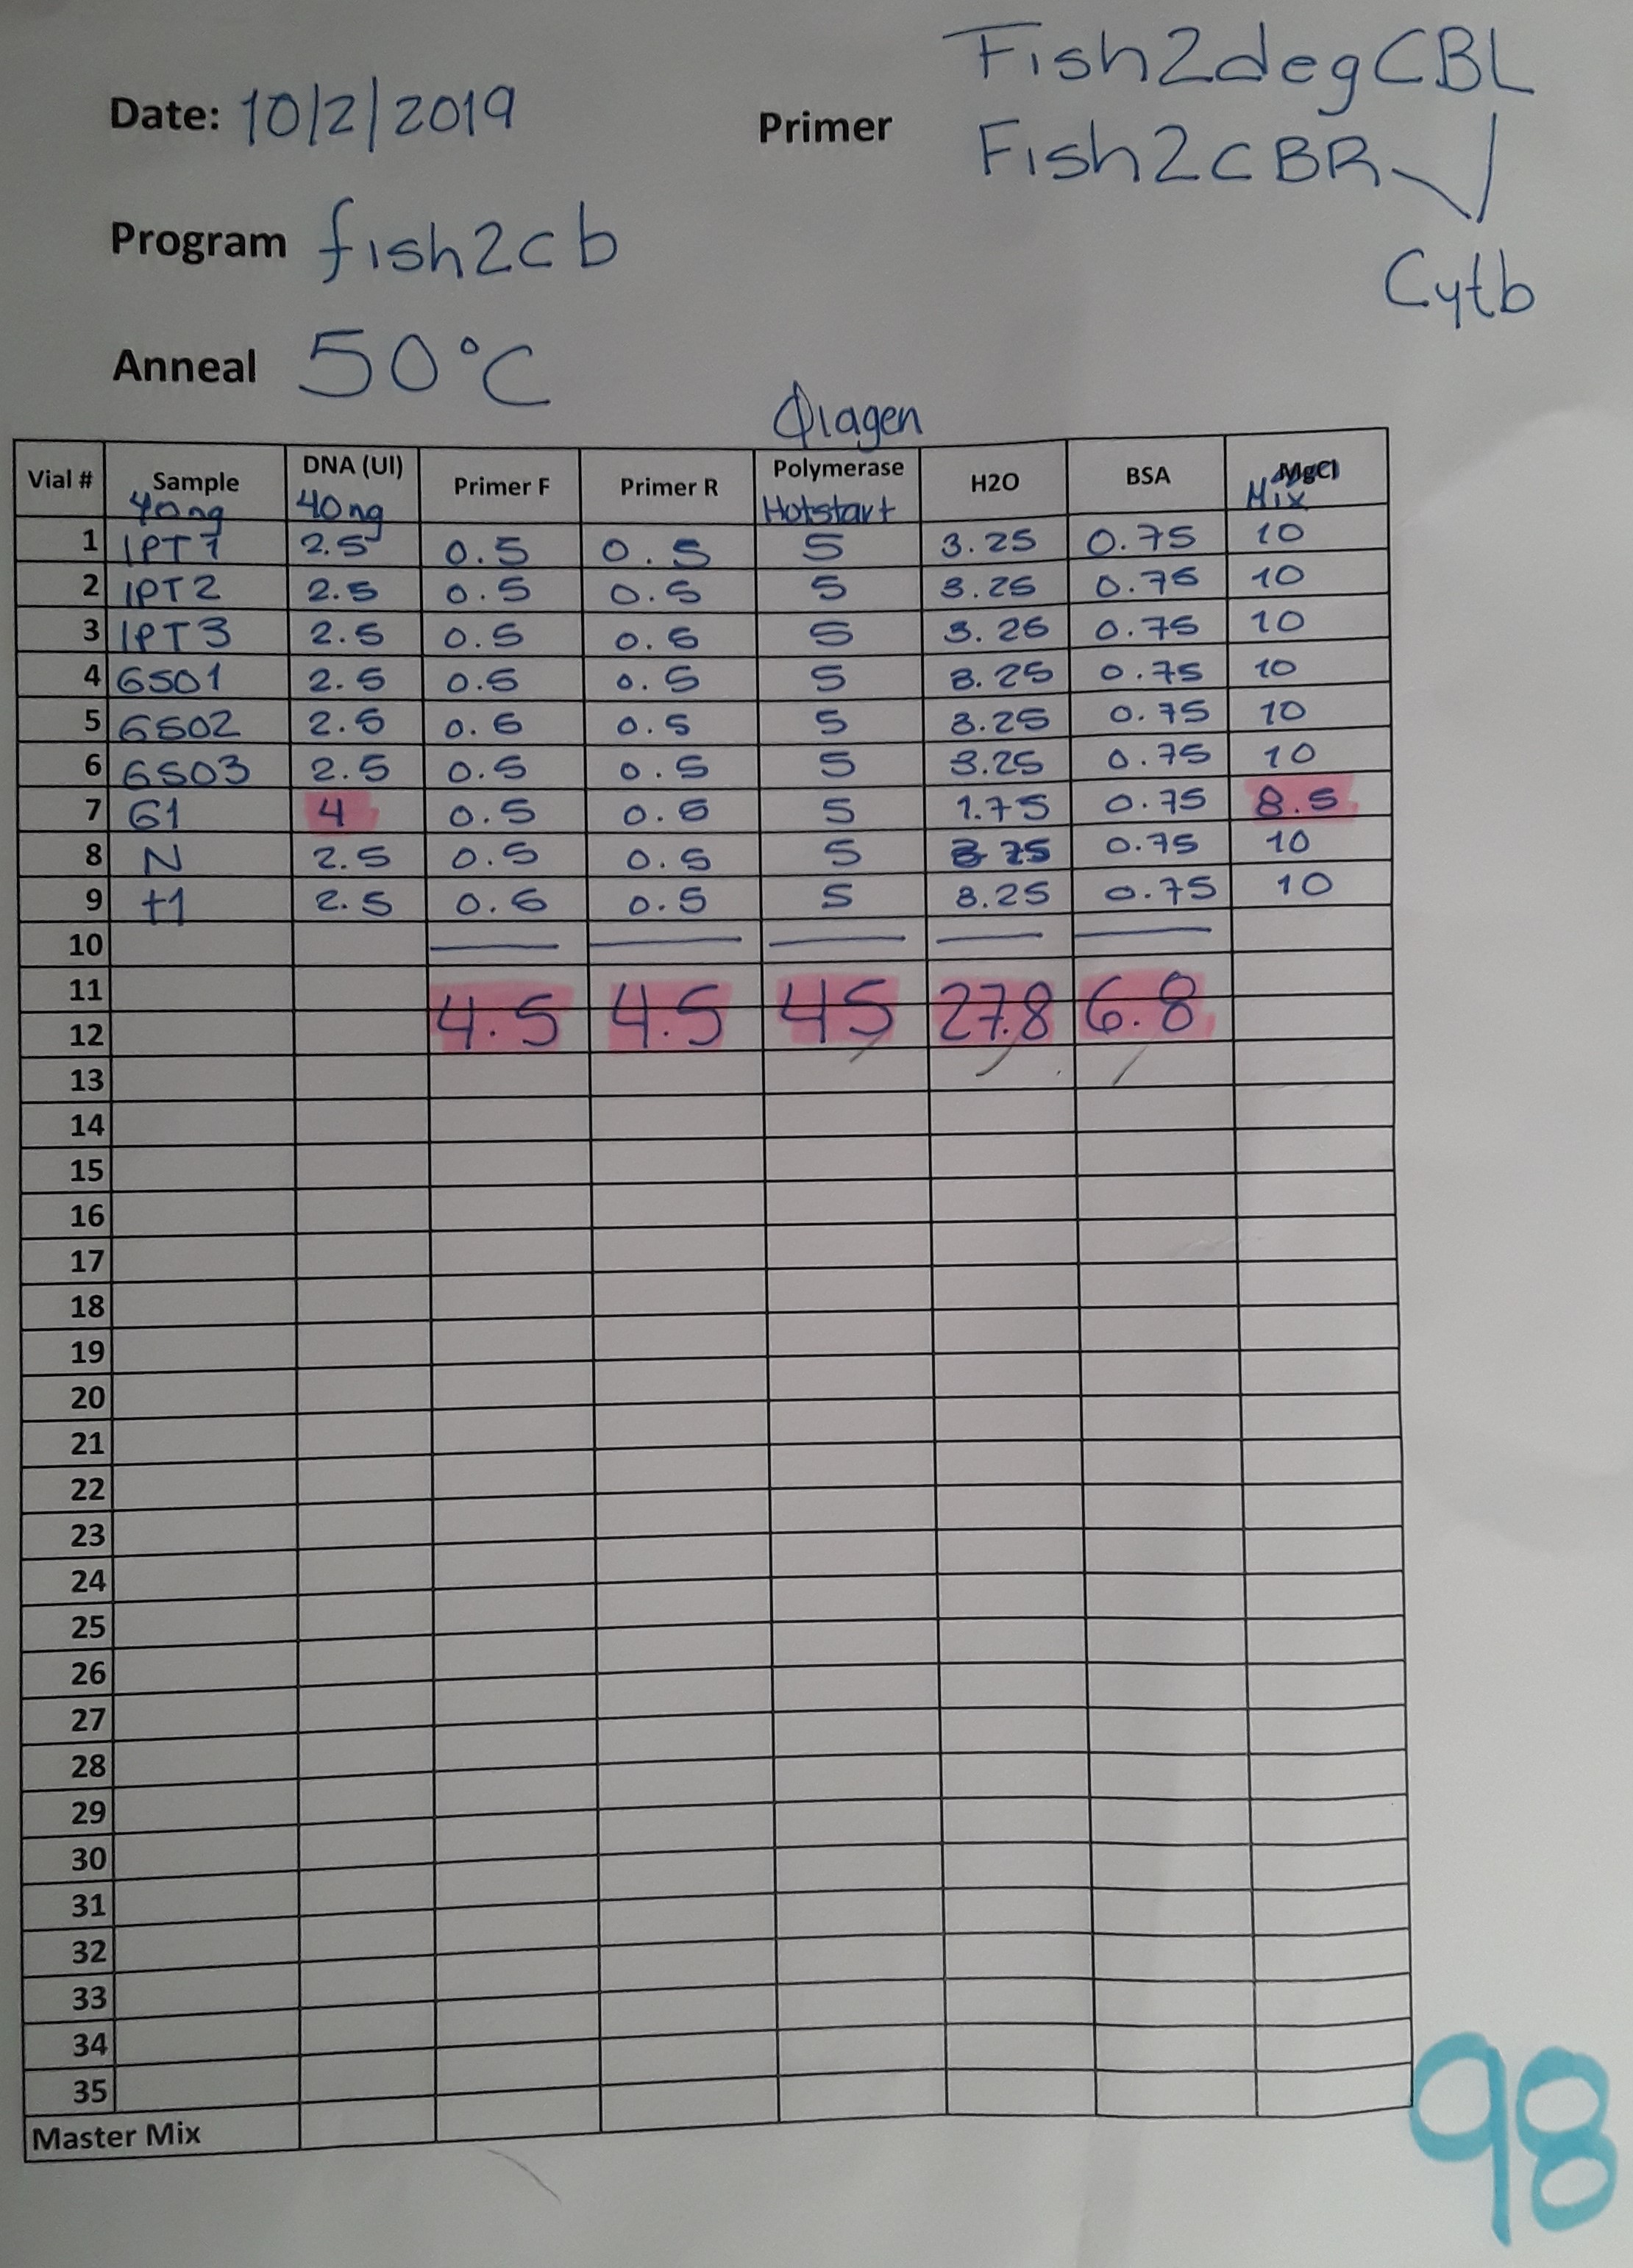 Date: 10/2/2019
Primer Fish2degCBL
Fish2CBR
Cytb
Program fish2cb
Anneal 50°C
Qiagen
Vial # Sample DNA (Ul) Primer F Primer R Polymerase H2O BSA MgCl
40ng 40ng Hotstart Mix
1 IPT1 2.5 0.5 0.5 5 3.25 0.75 10
2 IPT2 2.5 0.5 0.5 5 3.25 0.75 10
3 IPT3 2.5 0.5 0.5 5 3.25 0.75 10
4 GSO1 2.5 0.5 0.5 5 3.25 0.75 10
5 GSO2 2.5 0.5 0.5 5 3.25 0.75 10
6 GSO3 2.5 0.5 0.5 5 3.25 0.75 10
7 G1 4 0.5 0.5 5 1.75 0.75 8.5
8 N 2.5 0.5 0.5 5 0.75 10
9 +1 2.5 0.5 0.5 5 3.25 0.75 10
10
11
12 4.5 4.5 45 27.8 6.8
13
14
15
16
17
18
19
20
21
22
23
24
25
26
27
28
29
30
31
32
33
34
35
Master Mix
98